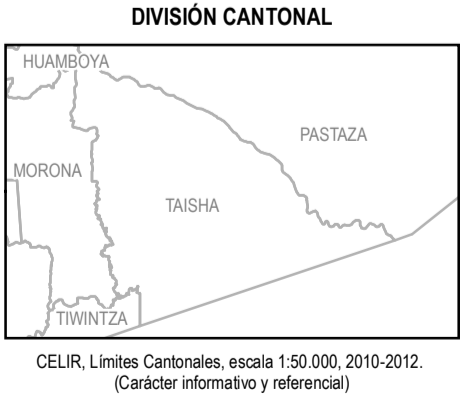 DIVISIÓN CANTONAL
HUAMBOYA
PASTAZA
MORONA
TAISHA
TIWINTZA
CELIR, Límites Cantonales, escala 1:50.000, 2010-2012.
(Carácter informativo y referencial)